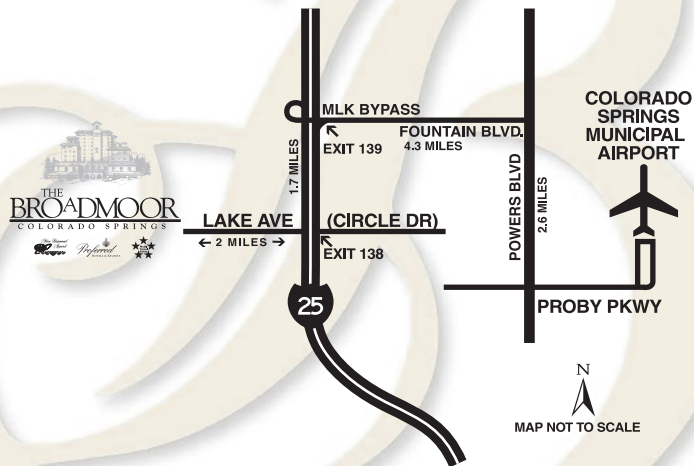 MLK BYPASS
FOUNTAIN BLVD.
4.3 MILES
EXIT 139
1.7 MILES
COLORADO
SPRINGS
MUNICIPAL
AIRPORT
THE
BROADMOOR
COLORADO SPRINGS
Preferred
LAKE AVE
(CIRCLE DR)
← 2 MILES →
EXIT 138
POWERS BLVD
2.6 MILES
25
PROBY PKWY
N
MAP NOT TO SCALE